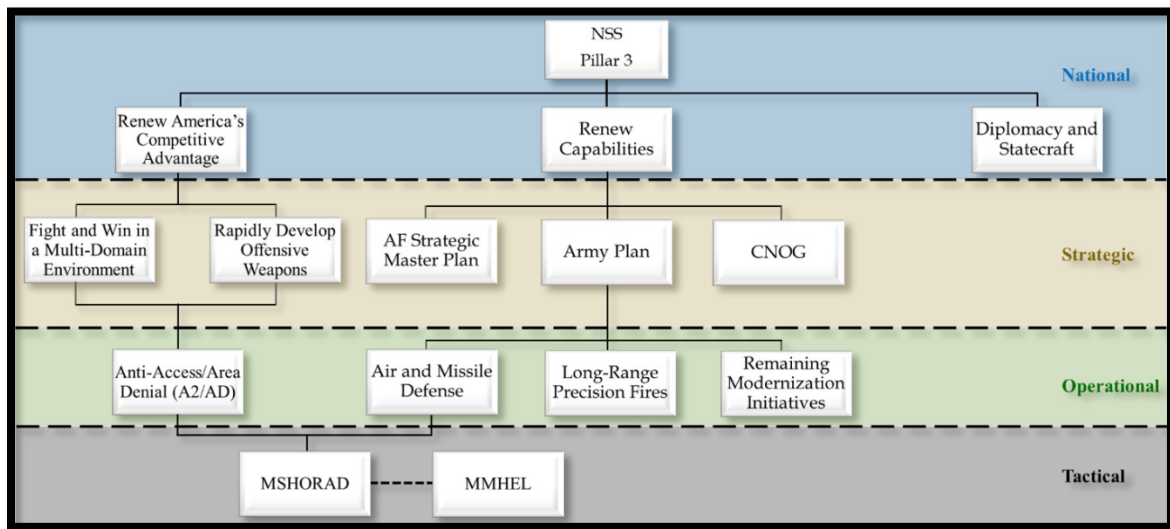 NSS
Pillar 3
National
Renew America's
Competitive
Advantage
Renew
Capabilities
Diplomacy and
Statecraft
Fight and Win in
a Multi-Domain
Environment
Rapidly Develop
Offensive
Weapons
AF Strategic
Master Plan
Army Plan
CNOG
Strategic
Anti-Access/Area
Denial (A2/AD)
Air and Missile
Defense
Long-Range
Precision Fires
Remaining
Modernization
Initiatives
Operational
MSHORAD
MMHEL
Tactical